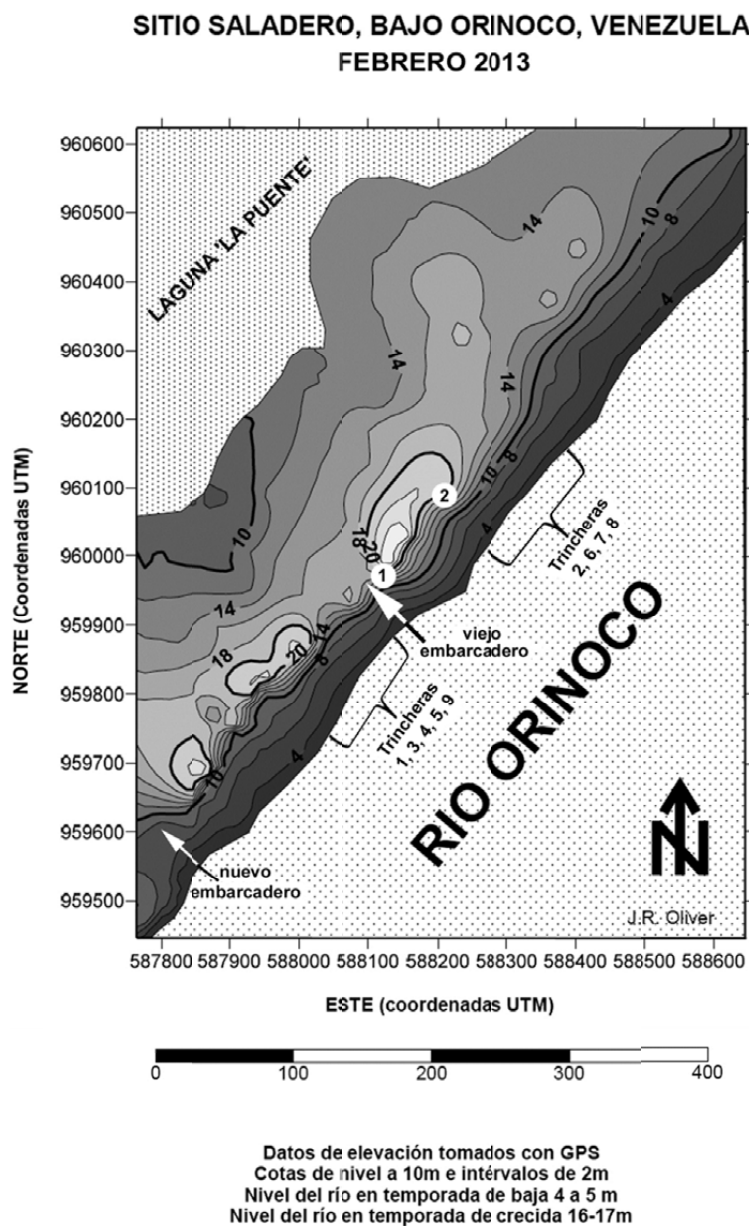 SITIO SALADERO, BAJO ORINOCO, VENEZUELA
FEBRERO 2013
960600
960500
960400
960300
960200
960100
960000
959900
959800
959700
959600
959500
NORTE (Coordenadas UTM)
LAGUNA 'LA PUENTE'
14
10
8
4
14
14
10
8
4
10
18
20
2
1
14
18
20
14
8
4
10
Trincheras
2, 6, 7, 8
viejo
embarcadero
Trincheras
1, 3, 4, 5, 9
RIO ORINOCO
nuevo
embarcadero
N
J.R. Oliver
587800 587900 588000 588100 588200 588300 588400 588500 588600
ESTE (coordenadas UTM)
0 100 200 300 400
Datos de elevación tomados con GPS
Cotas de nivel a 10m e intérvalos de 2m
Nivel del río en temporada de baja 4 a 5 m
Nivel del río en temporada de crecida 16-17m